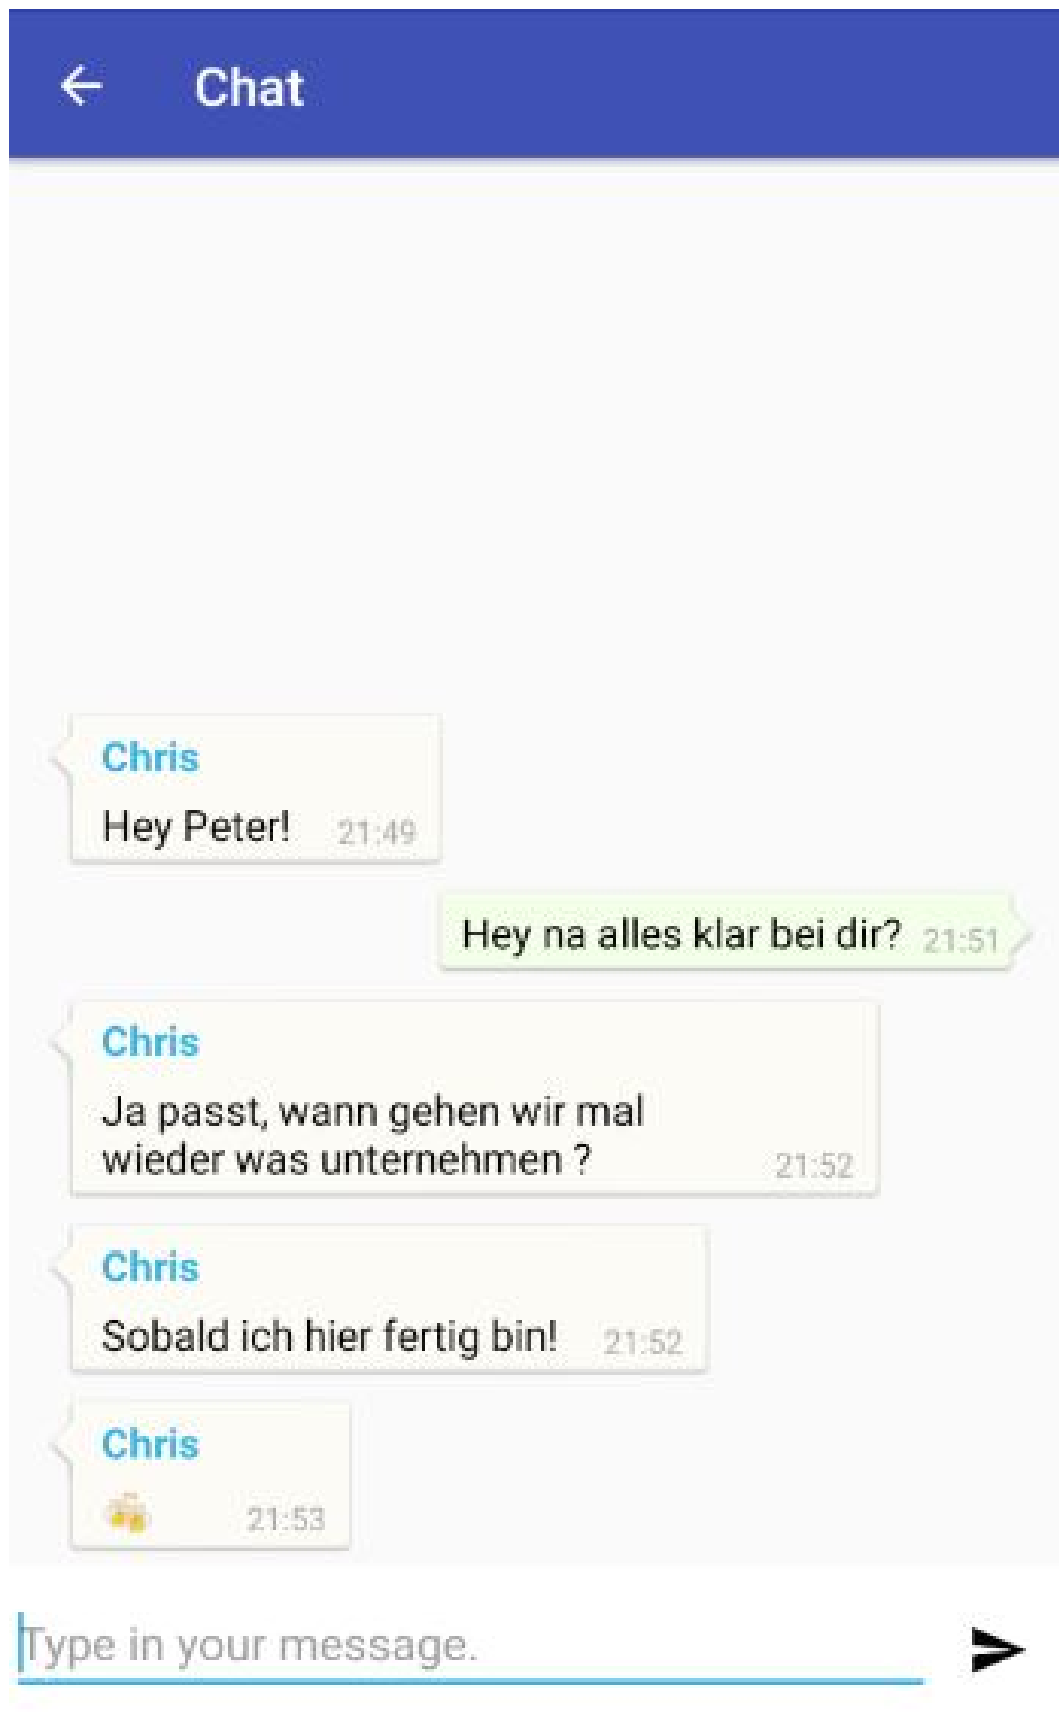 Chat
Chris
Hey Peter! 21:49
Hey na alles klar bei dir? 21:51
Chris
Ja passt, wann gehen wir mal
wieder was unternehmen ? 21:52
Chris
Sobald ich hier fertig bin! 21:52
Chris
🍻 21:53
Type in your message.